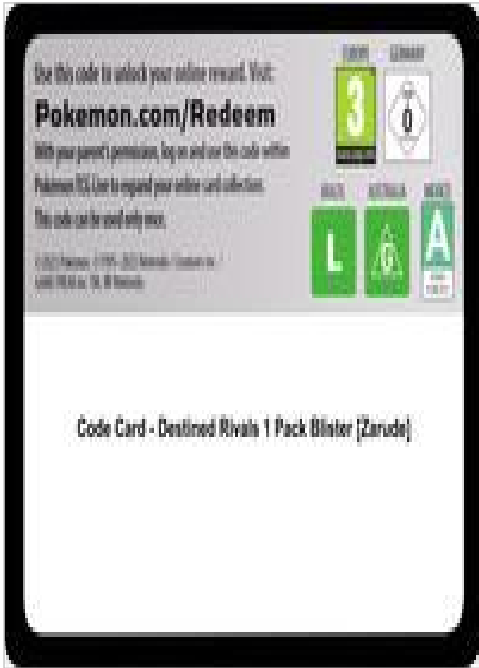 Use this code to unlock your online reward. Visit:
Pokemon.com/Redeem
With your parent's permission, log on and use this code within
Pokémon TCG Live to expand your online card collection.
This code can be used only once.
EUROPE
GERMANY
3
0
BRAZIL
AUSTRALIA
MEXICO
L
G
A
Code Card - Destined Rivals 1 Pack Blister [Zarude]